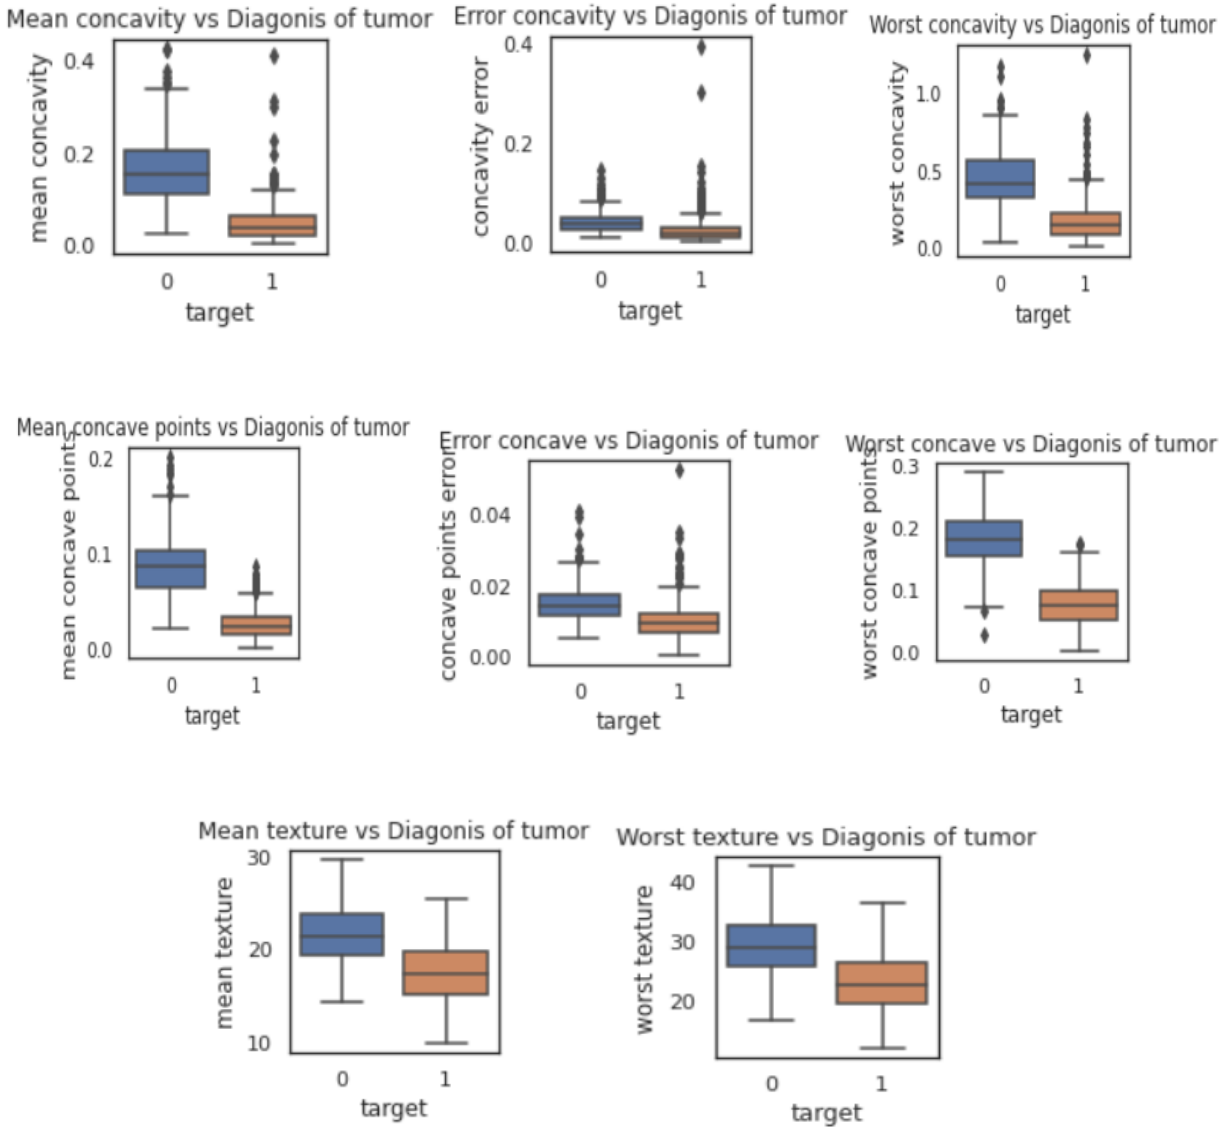 Mean concavity vs Diagonis of tumor
mean concavity
0.4
0.2
0.0
0 1
target
Error concavity vs Diagonis of tumor
concavity error
0.4
0.2
0.0
0 1
target
Worst concavity vs Diagonis of tumor
worst concavity
1.0
0.5
0.0
0 1
target
Mean concave points vs Diagonis of tumor
mean concave points
0.2
0.1
0.0
0 1
target
Error concave vs Diagonis of tumor
concave points error
0.04
0.02
0.00
0 1
target
Worst concave vs Diagonis of tumor
worst concave points
0.3
0.2
0.1
0.0
0 1
target
Mean texture vs Diagonis of tumor
mean texture
30
20
10
0 1
target
Worst texture vs Diagonis of tumor
worst texture
40
30
20
0 1
target